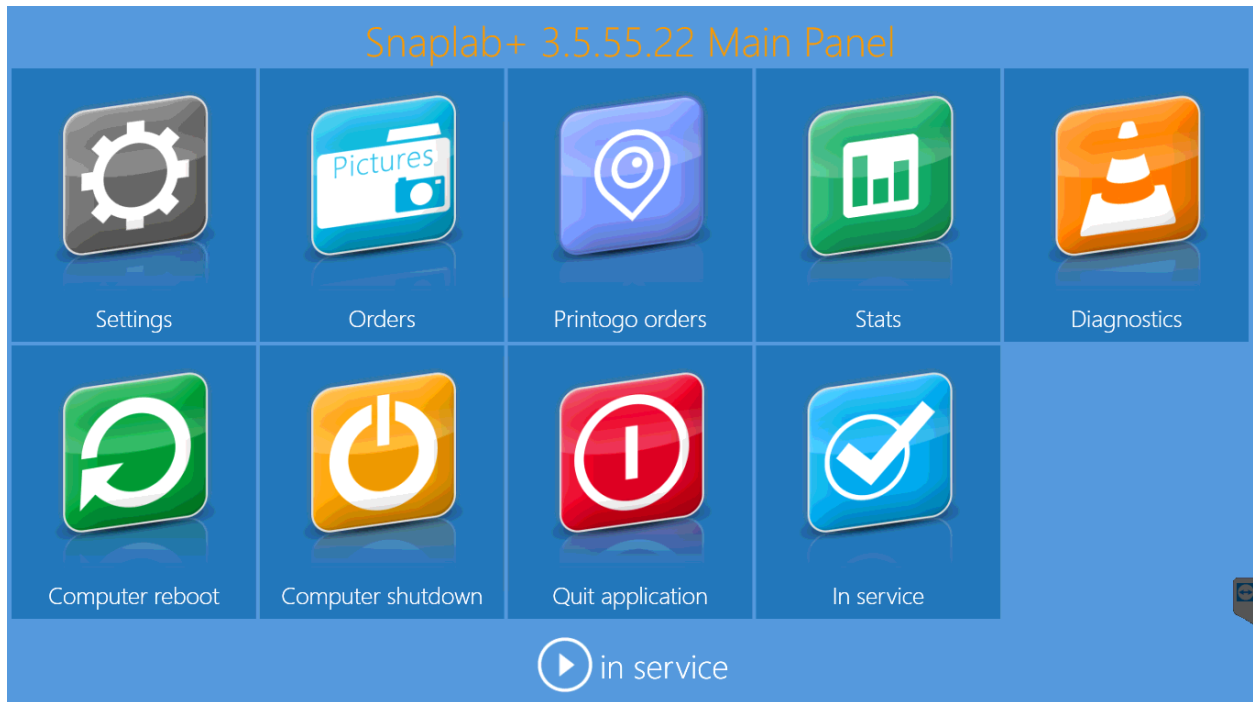 Snaplab+ 3.5.55.22 Main Panel
Pictures
Settings
Orders
Printogo orders
Stats
Diagnostics
Computer reboot
Computer shutdown
Quit application
In service
in service